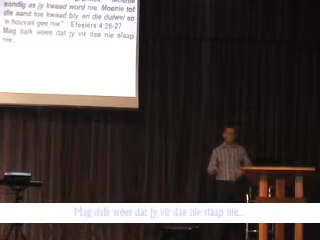 sondig as jy kwaad word nie. Moenie tot
die aand toe kwaad bly, en die duiwel so
'n houvas gee nie" Efesiërs 4:26-27
Mag dalk wees dat jy vir dae nie slaap
nie...
Mag dalk wees dat jy vir dae nie slaap nie...